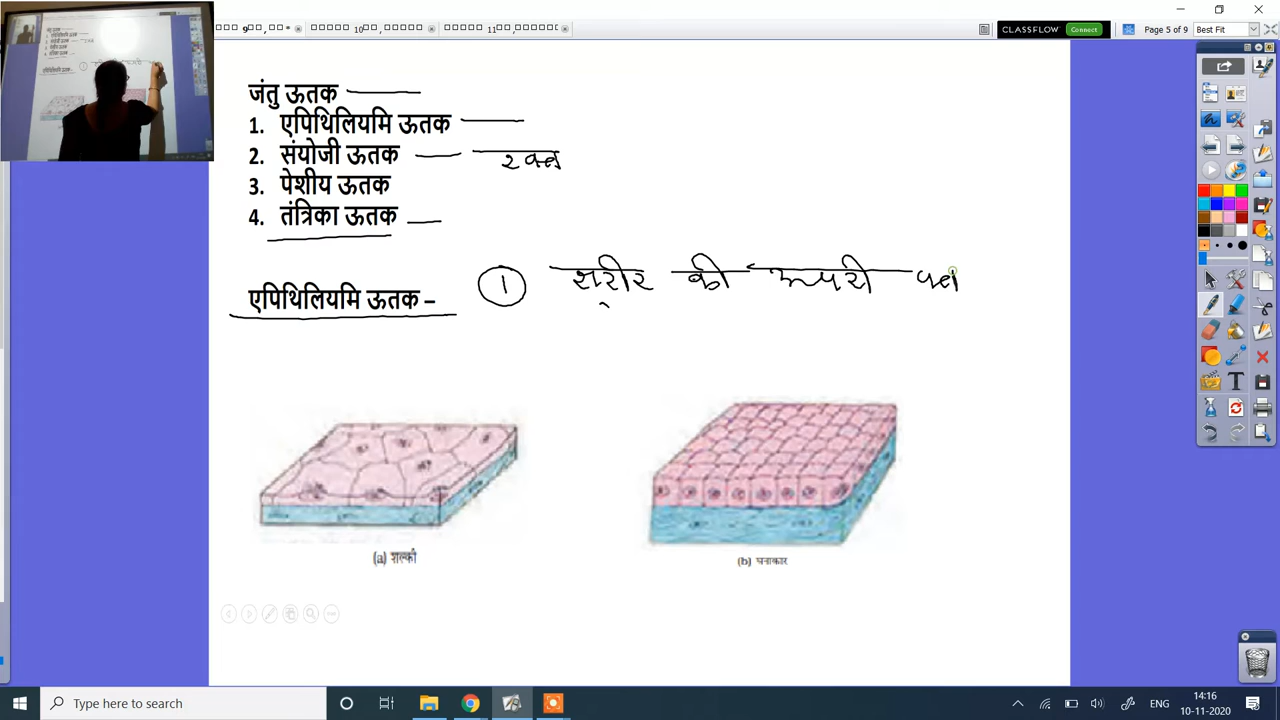 CLASSFLOW Connect
Page 5 of 9
Best Fit
जंतु ऊतक
1. एपिथिलियमि ऊतक
2. संयोजी ऊतक
रक्त
3. पेशीय ऊतक
4. तंत्रिका ऊतक
एपिथिलियमि ऊतक –
1 शरीर की ऊपरी
(a) शल्की
(b) घनाकार
Type here to search
ENG
14:16
10-11-2020